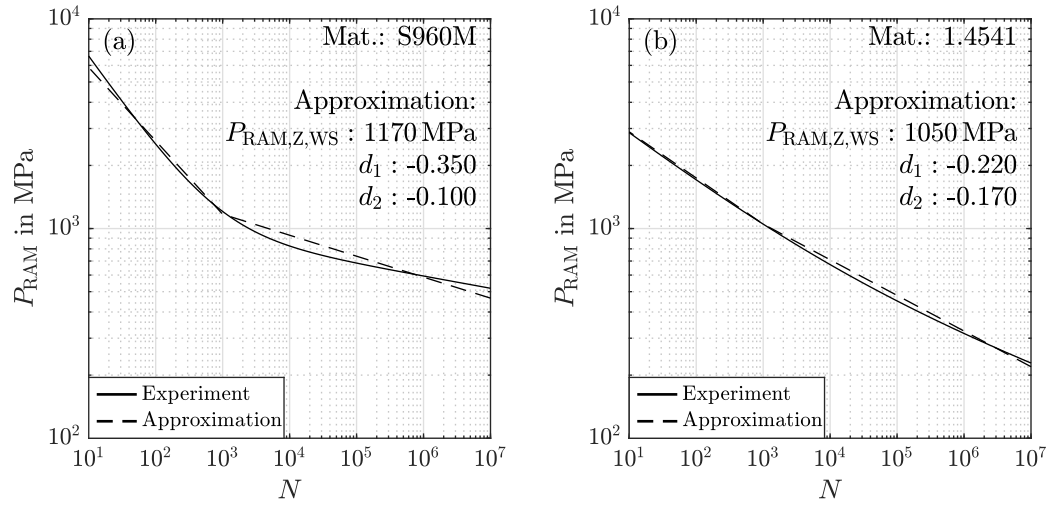 (a)
Mat.: S960M
Approximation:
P_RAM,Z,WS : 1170 MPa
d_1 : -0.350
d_2 : -0.100
P_RAM in MPa
10^4
10^3
10^2
Experiment
Approximation
10^1 10^2 10^3 10^4 10^5 10^6 10^7
N
(b)
Mat.: 1.4541
Approximation:
P_RAM,Z,WS : 1050 MPa
d_1 : -0.220
d_2 : -0.170
P_RAM in MPa
10^4
10^3
10^2
Experiment
Approximation
10^1 10^2 10^3 10^4 10^5 10^6 10^7
N